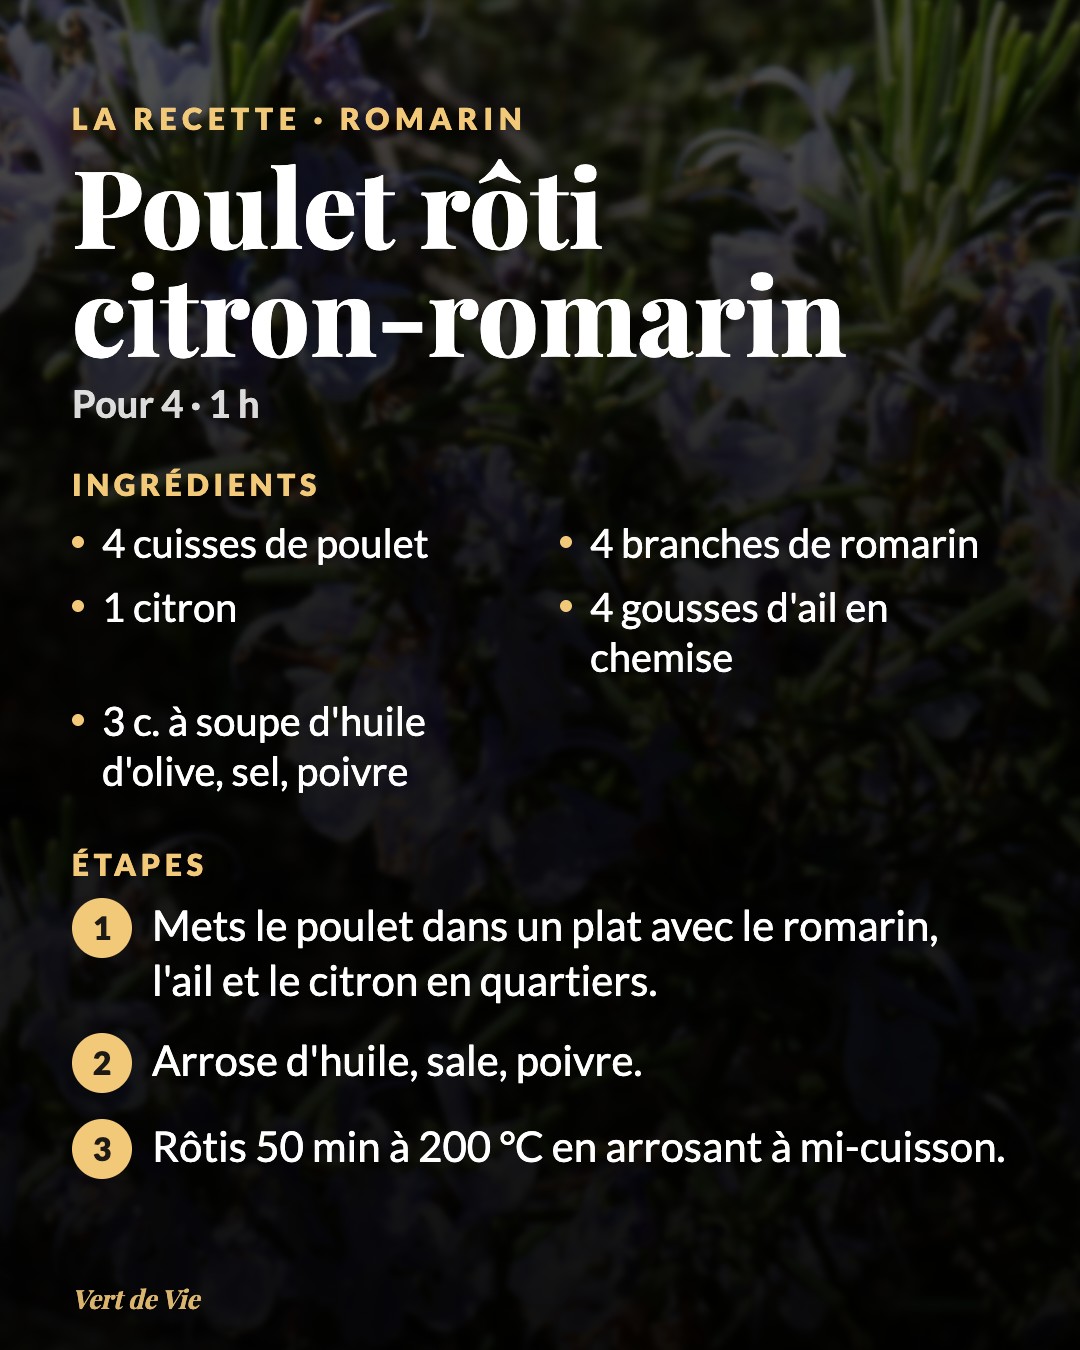 LA RECETTE · ROMARIN
Poulet rôti
citron-romarin
Pour 4 · 1 h
INGRÉDIENTS
• 4 cuisses de poulet
• 4 branches de romarin
• 1 citron
• 4 gousses d'ail en
chemise
• 3 c. à soupe d'huile
d'olive, sel, poivre
ÉTAPES
1 Mets le poulet dans un plat avec le romarin,
l'ail et le citron en quartiers.
2 Arrose d'huile, sale, poivre.
3 Rôtis 50 min à 200 °C en arrosant à mi-cuisson.
Vert de Vie